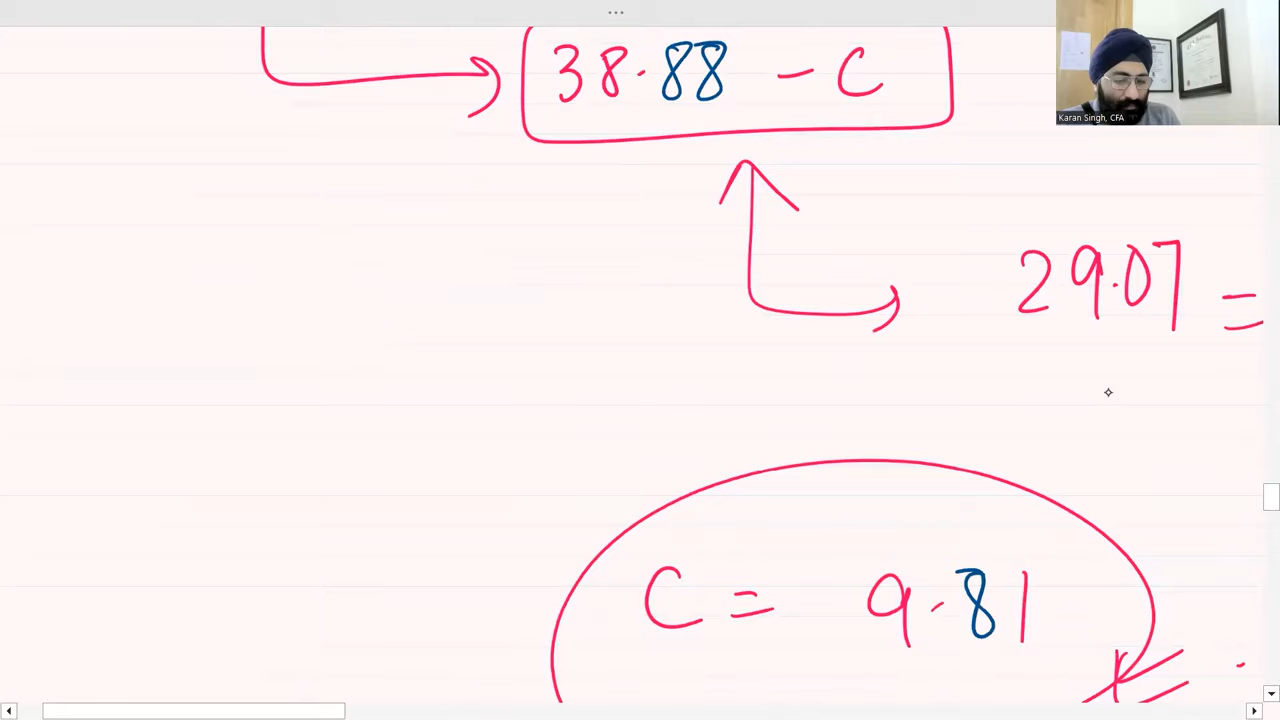 38.88 - C
Karan Singh, CFA
29.07 =
C = 9.81